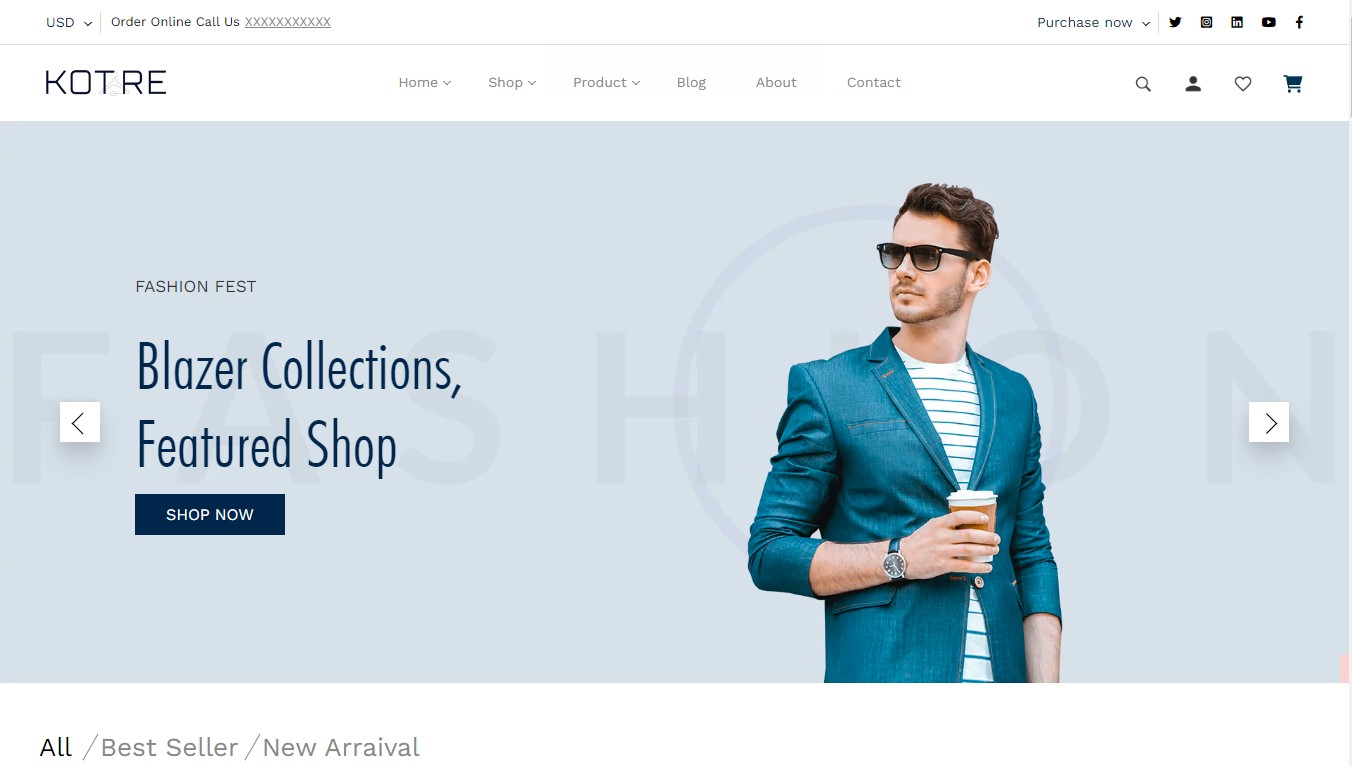 USD Order Online Call Us XXXXXXXXXXX Purchase now
KOTRE Home Shop Product Blog About Contact
FASHION FEST
FASHION
Blazer Collections,
Featured Shop
SHOP NOW
All / Best Seller / New Arraival